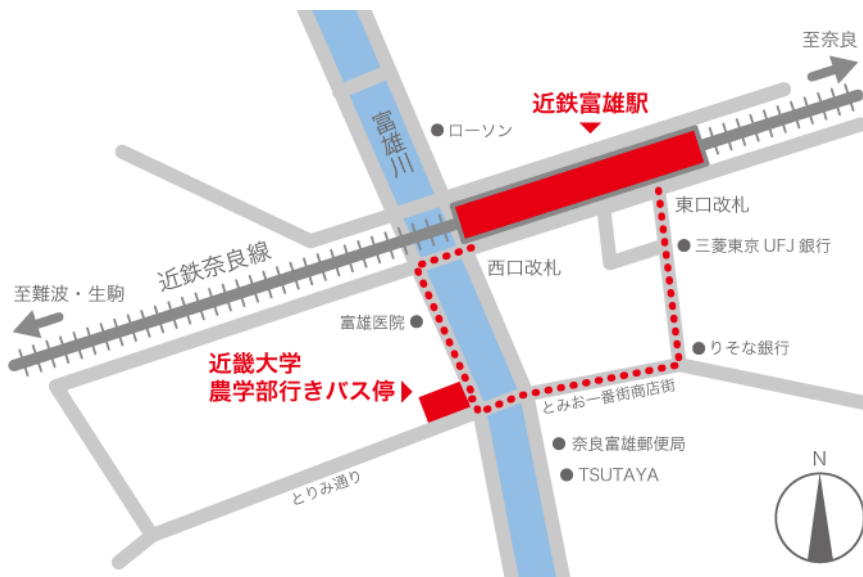 至奈良
近鉄富雄駅
富雄川
ローソン
東口改札
近鉄奈良線
三菱東京UFJ銀行
西口改札
至難波・生駒
富雄医院
りそな銀行
近畿大学
農学部行きバス停
とみお一番街商店街
奈良富雄郵便局
N
TSUTAYA
とりみ通り